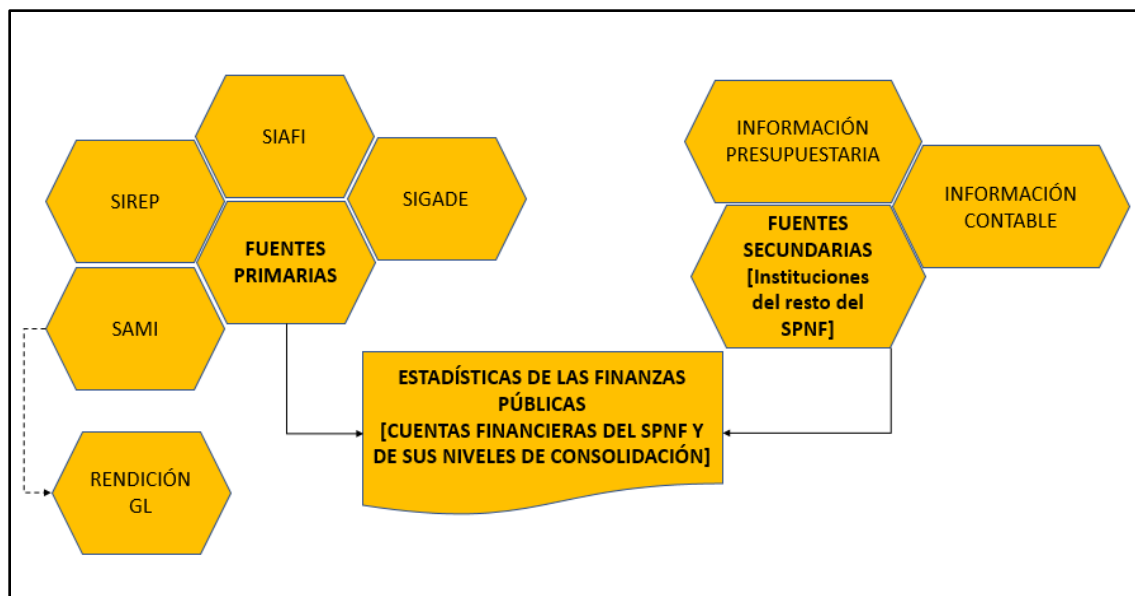 SIAFI
SIREP
SIGADE
FUENTES
PRIMARIAS
SAMI
RENDICIÓN
GL
INFORMACIÓN
PRESUPUESTARIA
INFORMACIÓN
CONTABLE
FUENTES
SECUNDARIAS
[Instituciones
del resto del
SPNF]
ESTADÍSTICAS DE LAS FINANZAS
PÚBLICAS
[CUENTAS FINANCIERAS DEL SPNF Y
DE SUS NIVELES DE CONSOLIDACIÓN]